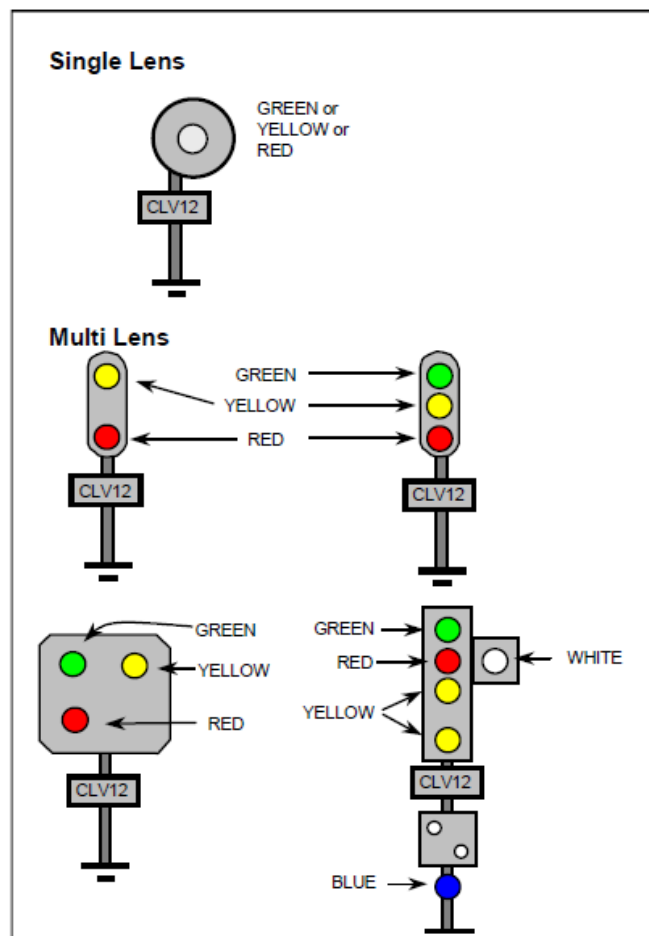 Single Lens
GREEN or
YELLOW or
RED
CLV12
Multi Lens
GREEN
YELLOW
RED
CLV12
CLV12
GREEN
YELLOW
RED
CLV12
GREEN
RED
WHITE
YELLOW
CLV12
BLUE